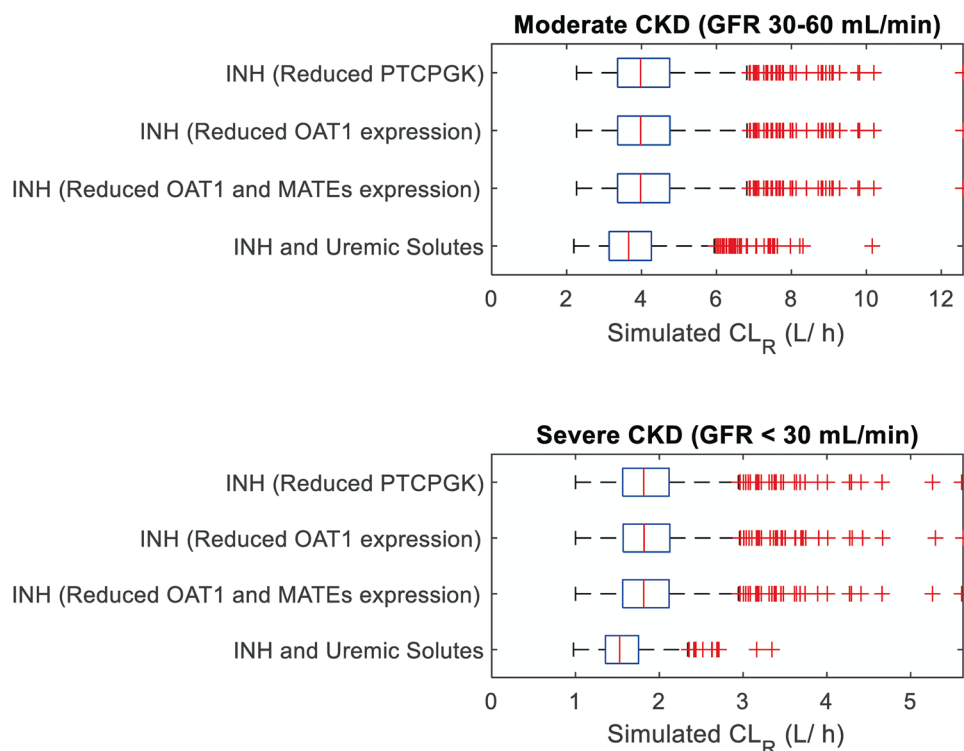 Moderate CKD (GFR 30-60 mL/min)
INH (Reduced PTCPGK)
INH (Reduced OAT1 expression)
INH (Reduced OAT1 and MATEs expression)
INH and Uremic Solutes
0 2 4 6 8 10 12
Simulated CL_R (L/ h)
Severe CKD (GFR < 30 mL/min)
INH (Reduced PTCPGK)
INH (Reduced OAT1 expression)
INH (Reduced OAT1 and MATEs expression)
INH and Uremic Solutes
0 1 2 3 4 5
Simulated CL_R (L/ h)